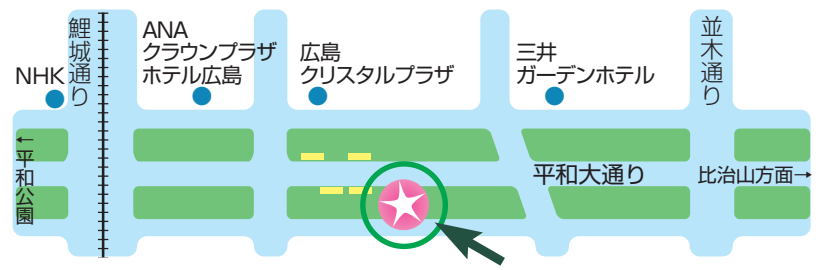 鯉城通り
NHK
ANA
クラウンプラザ
ホテル広島
広島
クリスタルプラザ
三井
ガーデンホテル
並木通り
←平和公園
平和大通り
比治山方面→